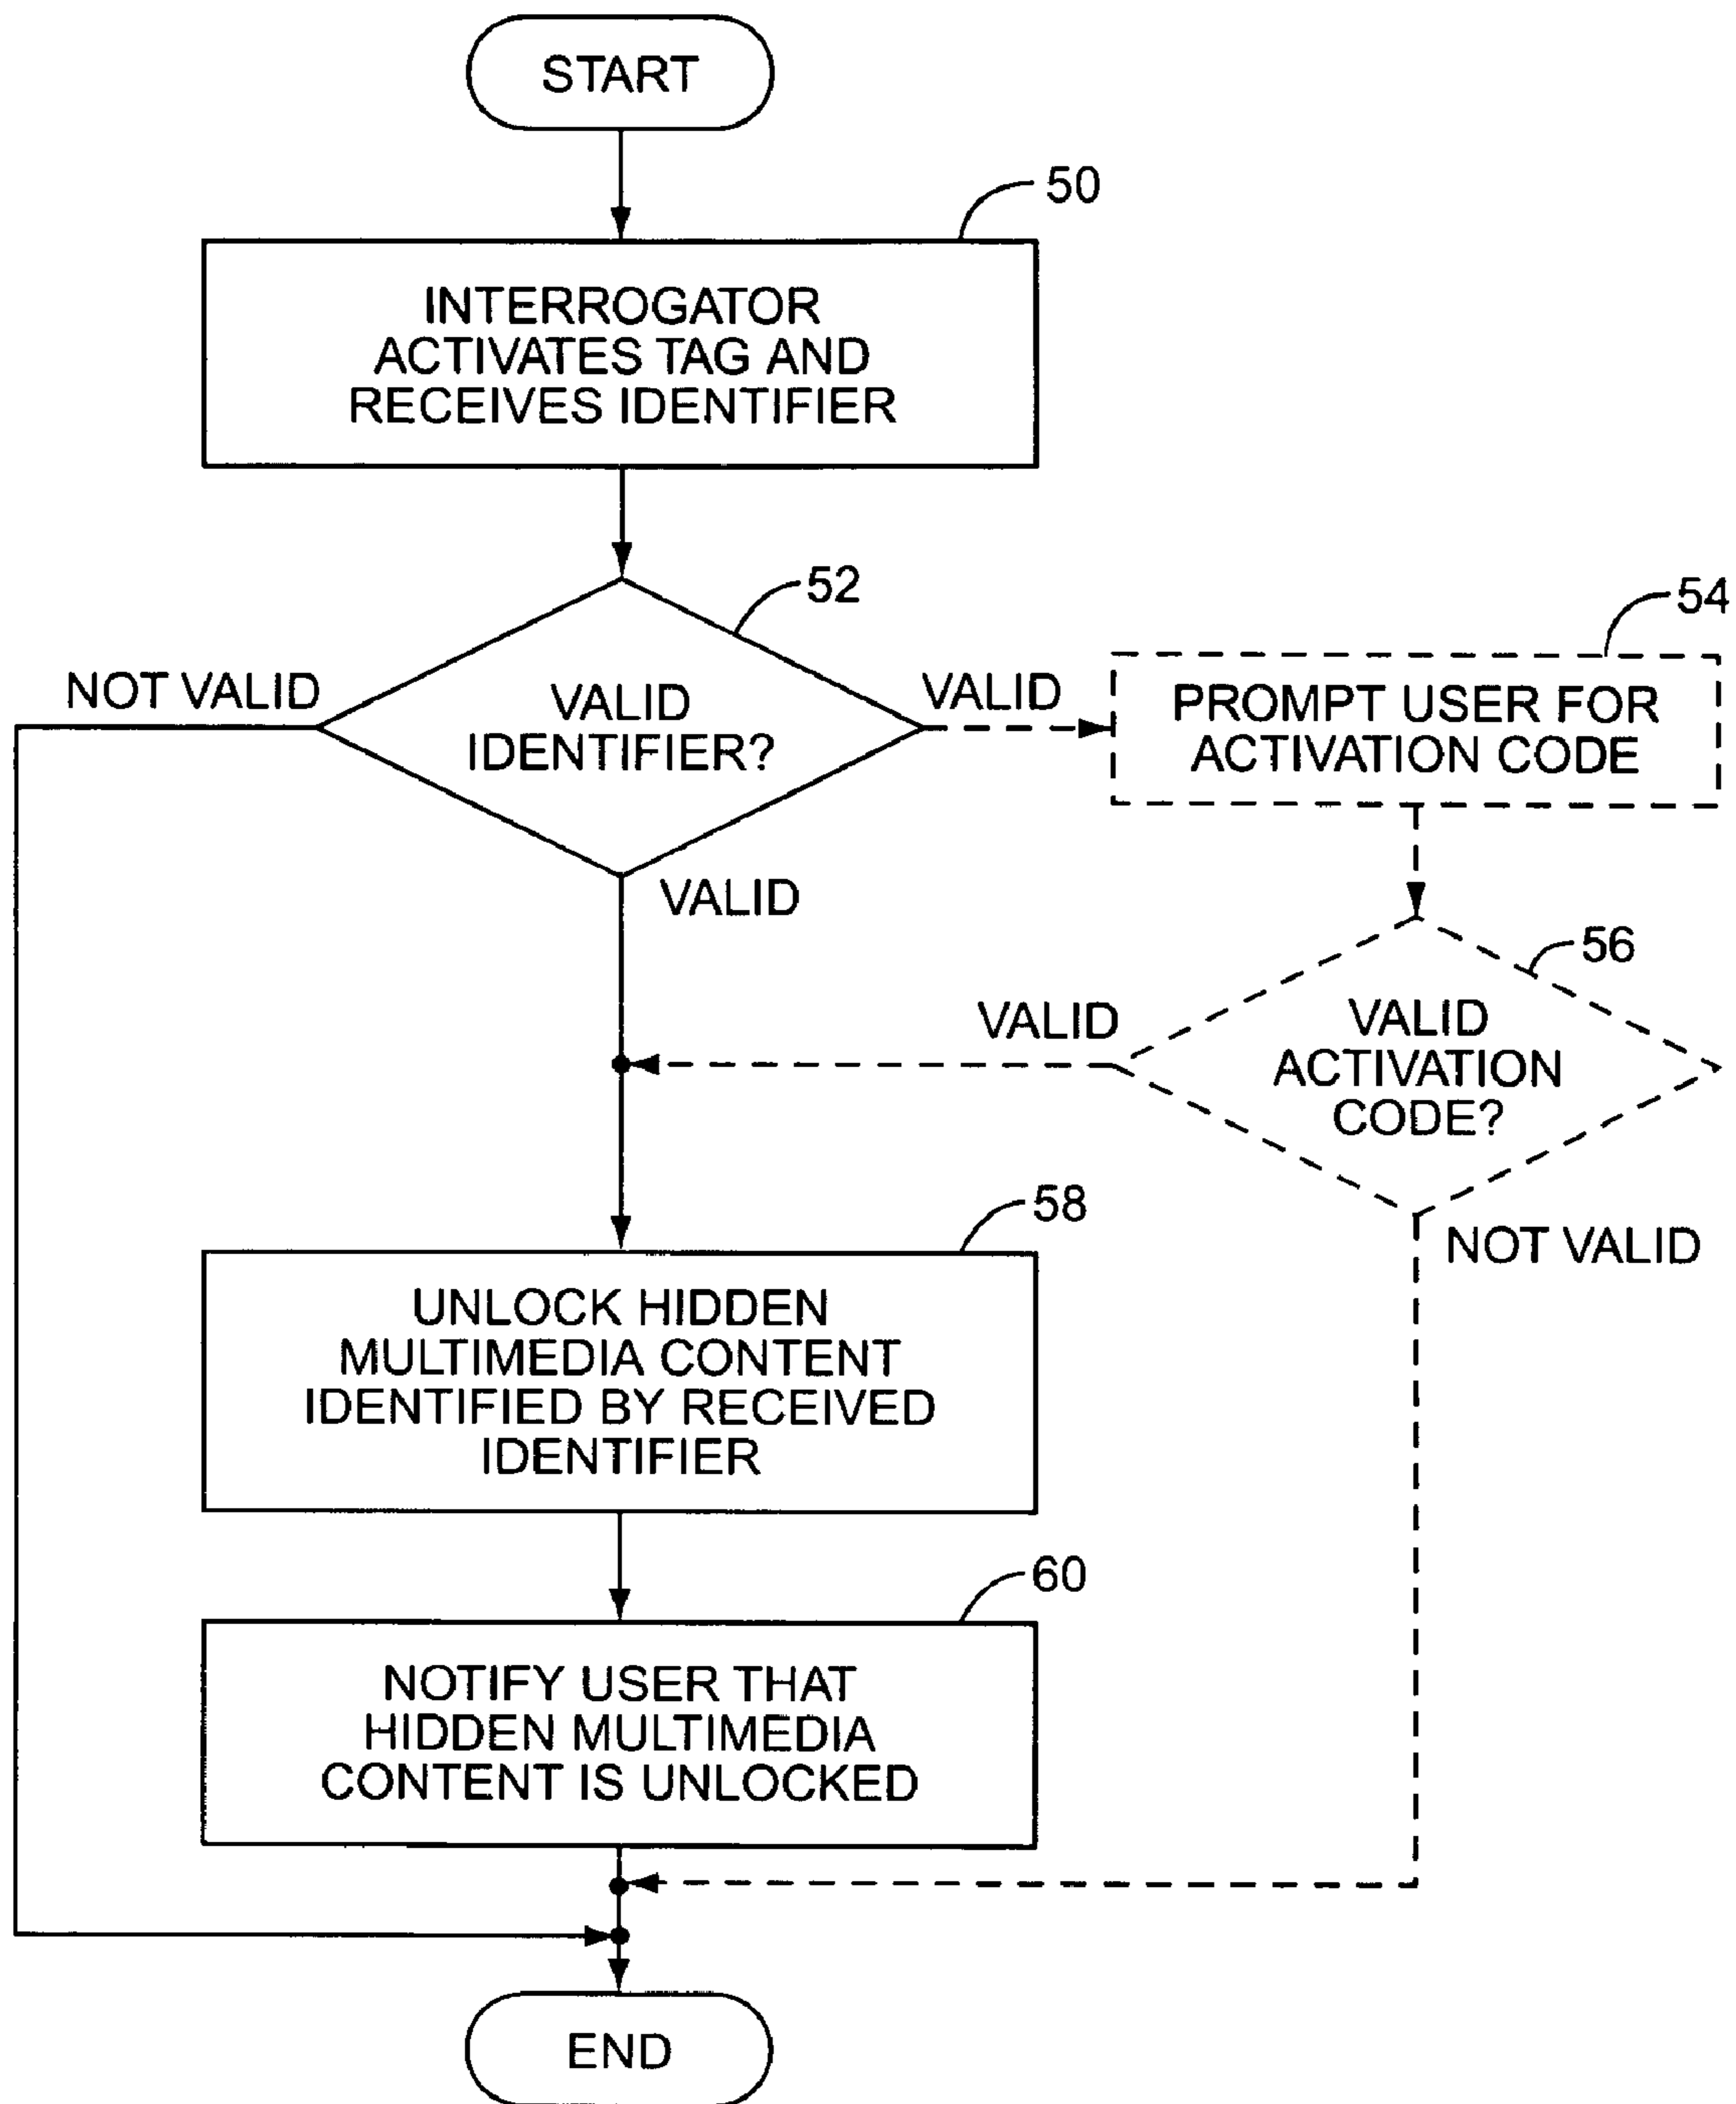 START
50
INTERROGATOR
ACTIVATES TAG AND
RECEIVES IDENTIFIER
52
54
NOT VALID
VALID
IDENTIFIER?
VALID
PROMPT USER FOR
ACTIVATION CODE
VALID
56
VALID
VALID
ACTIVATION
CODE?
58
NOT VALID
UNLOCK HIDDEN
MULTIMEDIA CONTENT
IDENTIFIED BY RECEIVED
IDENTIFIER
60
NOTIFY USER THAT
HIDDEN MULTIMEDIA
CONTENT IS UNLOCKED
END